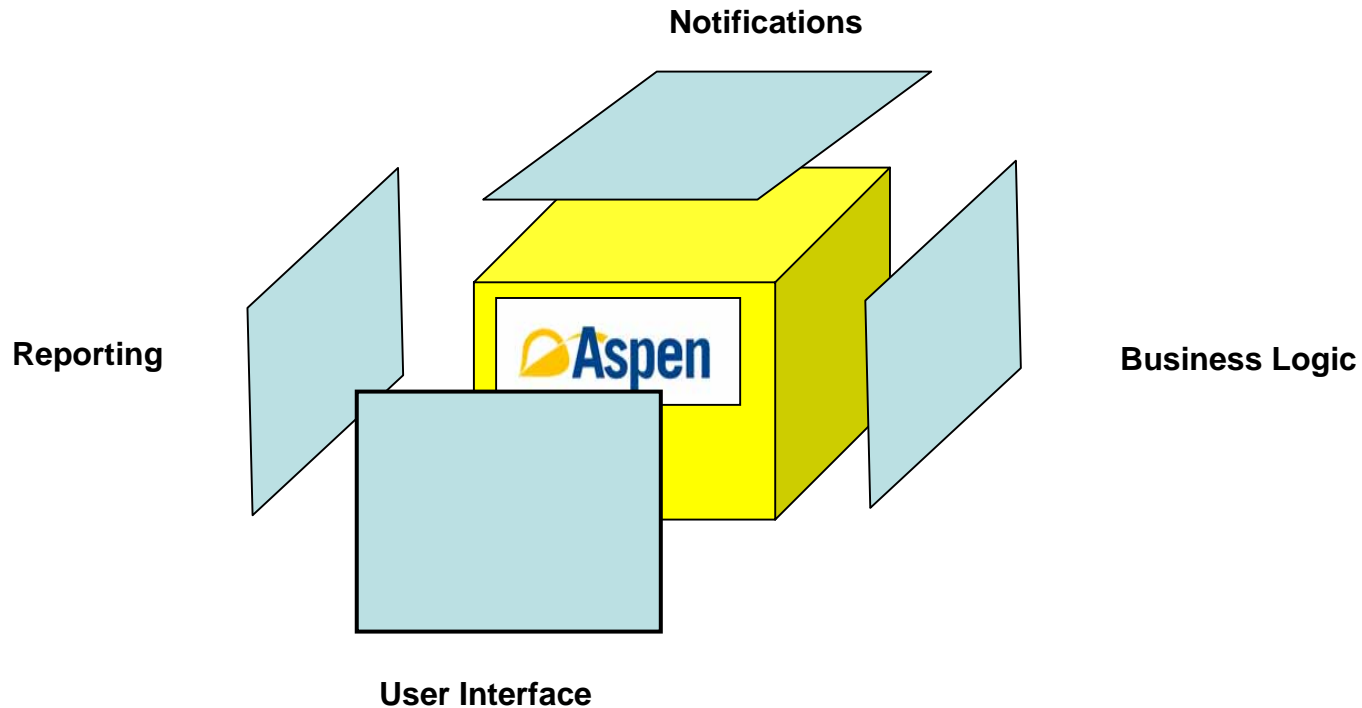 Notifications
Aspen
Reporting
Business Logic
User Interface